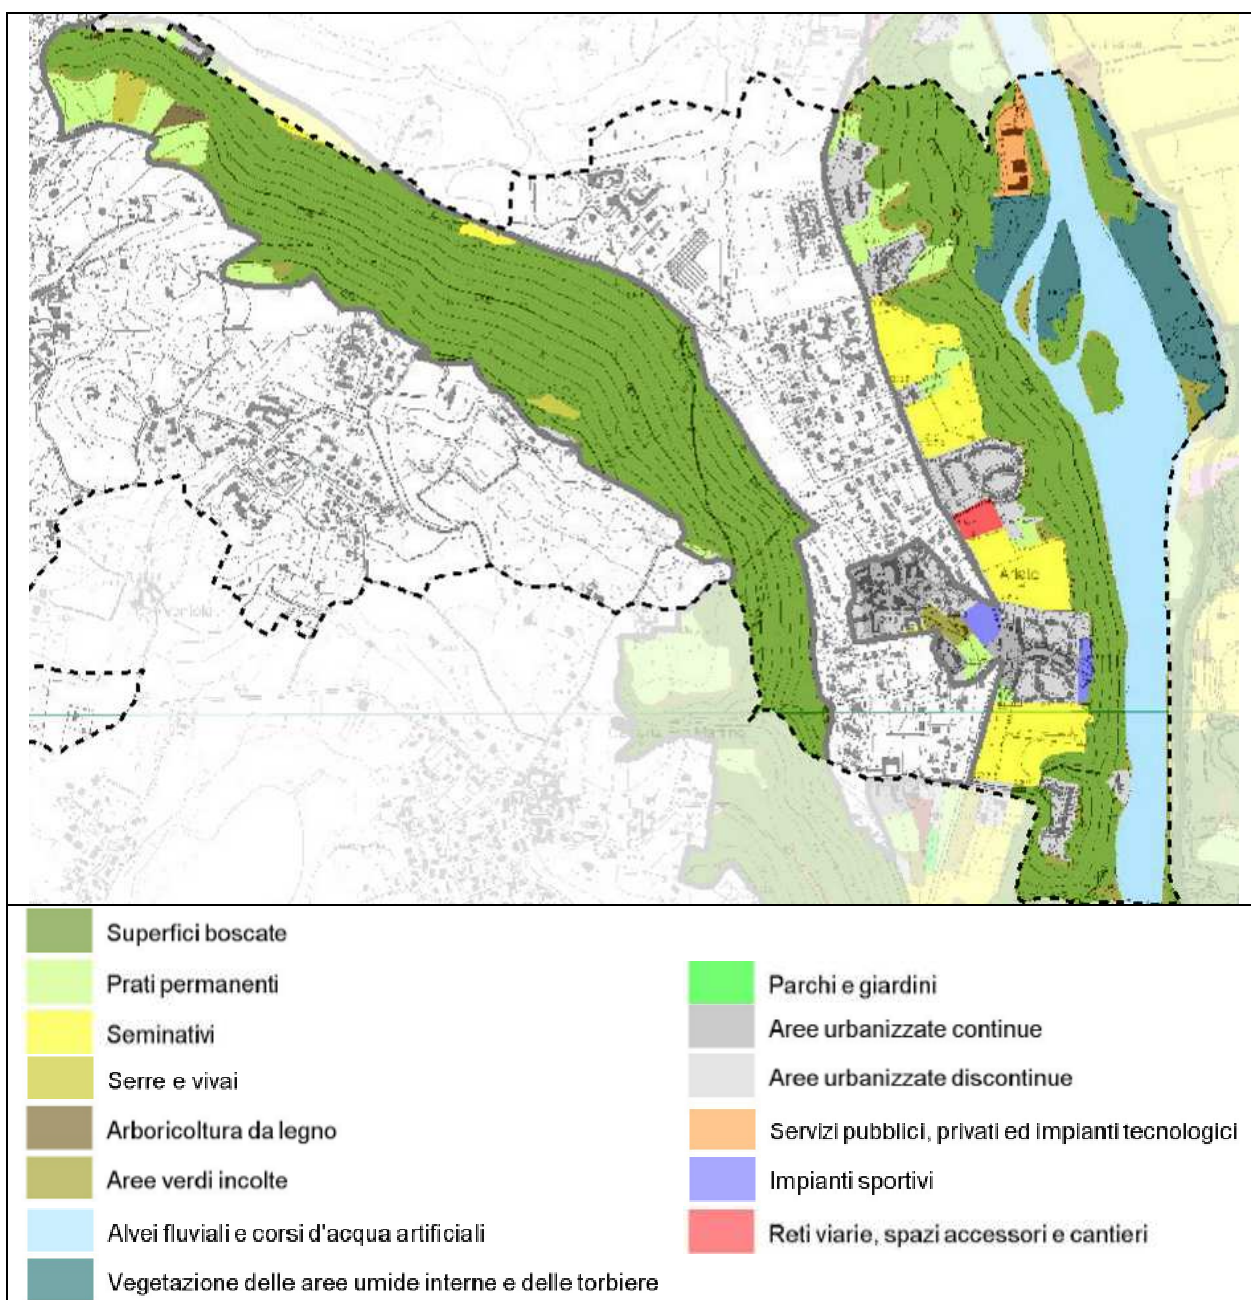 Superfici boscate
Prati permanenti
Seminativi
Serre e vivai
Arboricoltura da legno
Aree verdi incolte
Alvei fluviali e corsi d'acqua artificiali
Vegetazione delle aree umide interne e delle torbiere
Parchi e giardini
Aree urbanizzate continue
Aree urbanizzate discontinue
Servizi pubblici, privati ed impianti tecnologici
Impianti sportivi
Reti viarie, spazi accessori e cantieri